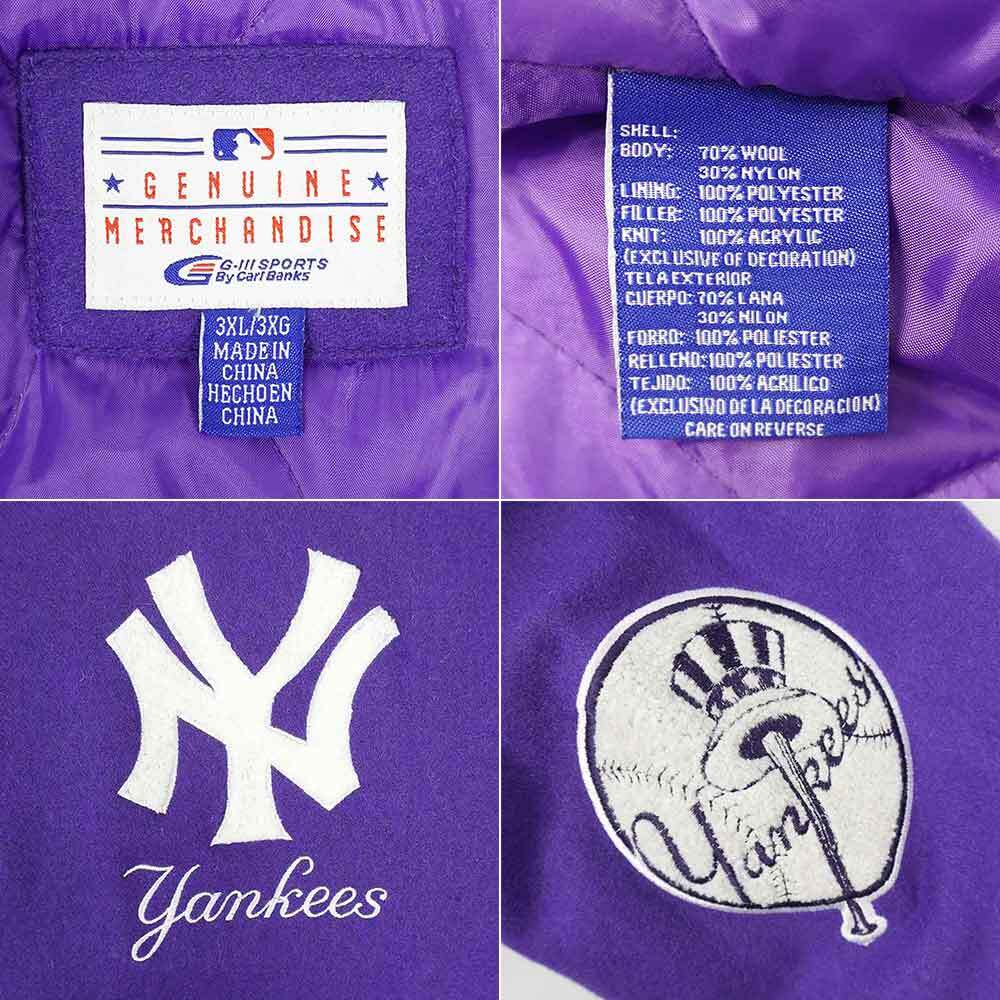 GENUINE
MERCHANDISE
G-III SPORTS
By Carl Banks
3XL/3XG
MADE IN
CHINA
HECHO EN
CHINA
SHELL:
BODY: 70% WOOL
30% NYLON
LINING: 100% POLYESTER
FILLER: 100% POLYESTER
KNIT: 100% ACRYLIC
(EXCLUSIVE OF DECORATION)
TELA EXTERIOR
CUERPO: 70% LANA
30% NILON
FORRO: 100% POLIESTER
RELLENO: 100% POLIESTER
TEJIDO: 100% ACRILICO
(EXCLUSIVO DE LA DECORACION)
CARE ON REVERSE
NY
Yankees
Yankees